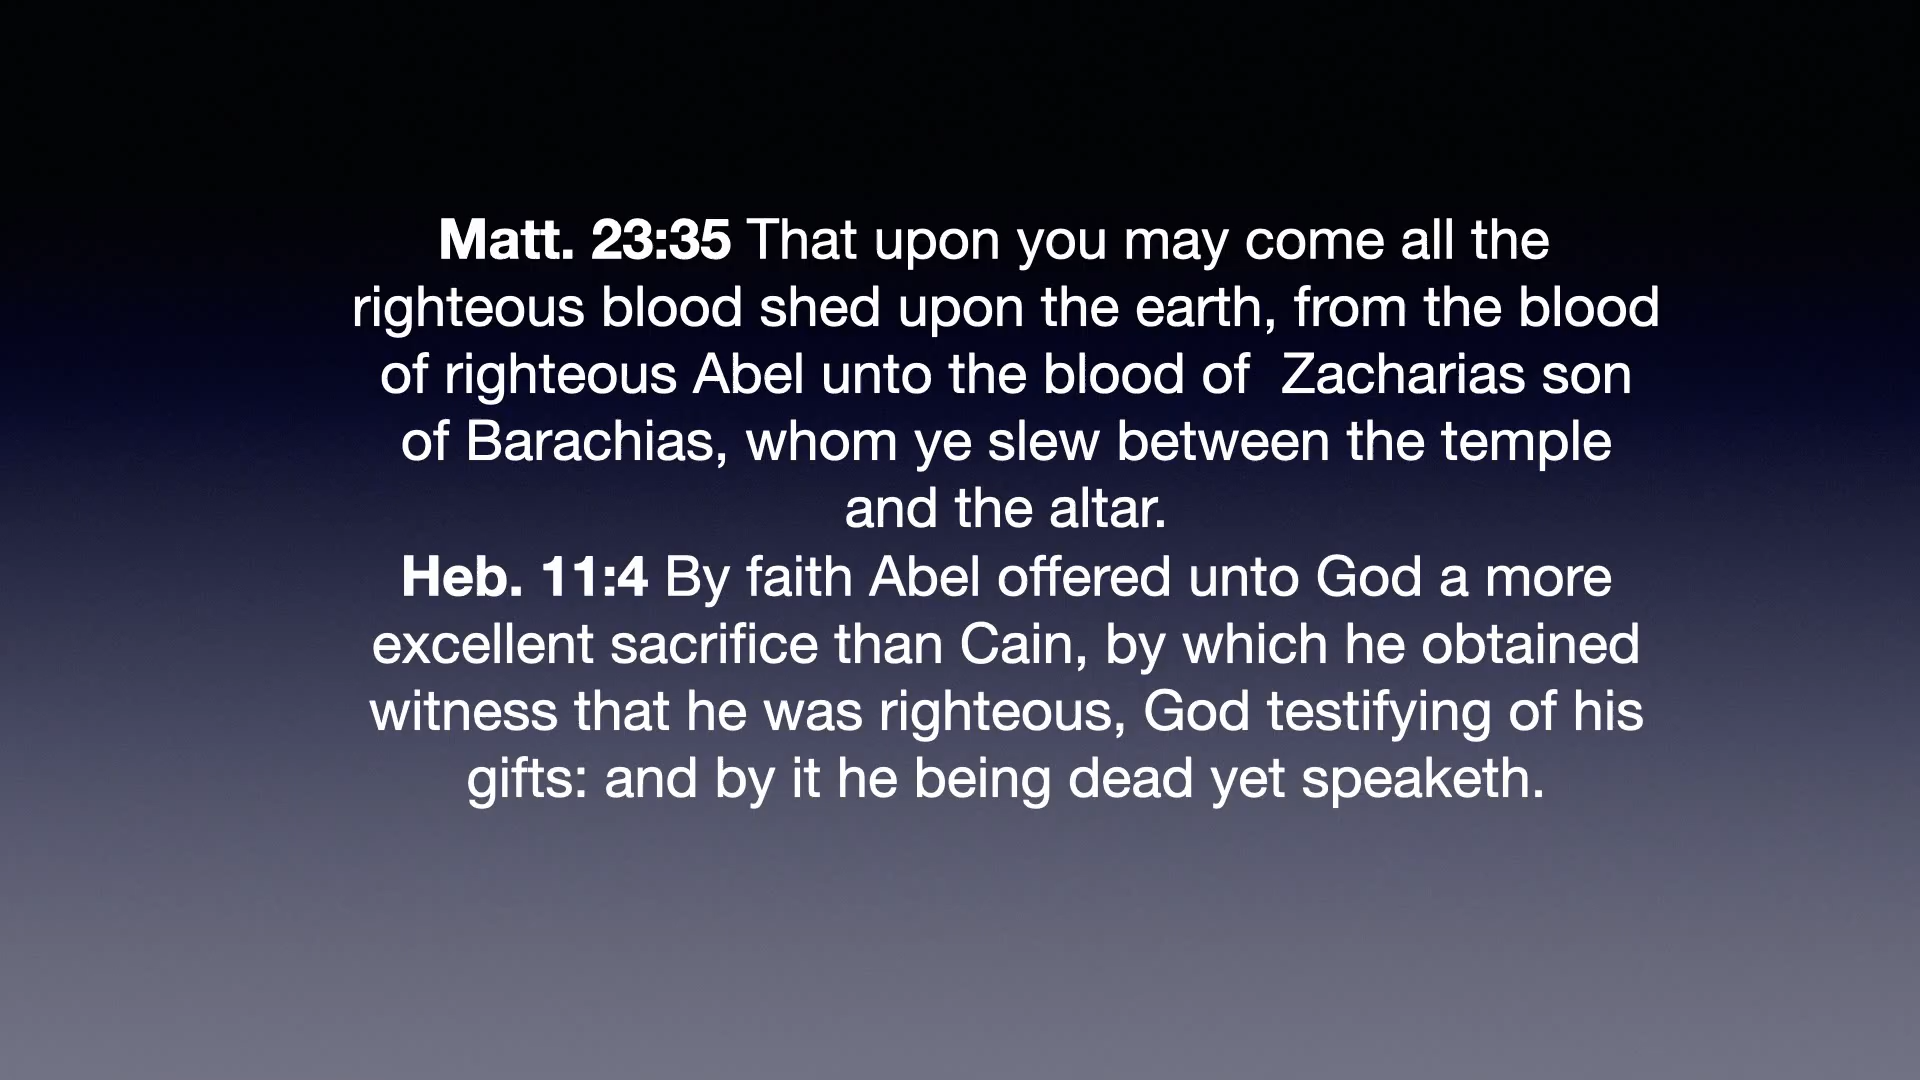 Matt. 23:35 That upon you may come all the
righteous blood shed upon the earth, from the blood
of righteous Abel unto the blood of  Zacharias son
of Barachias, whom ye slew between the temple
and the altar.
Heb. 11:4 By faith Abel offered unto God a more
excellent sacrifice than Cain, by which he obtained
witness that he was righteous, God testifying of his
gifts: and by it he being dead yet speaketh.